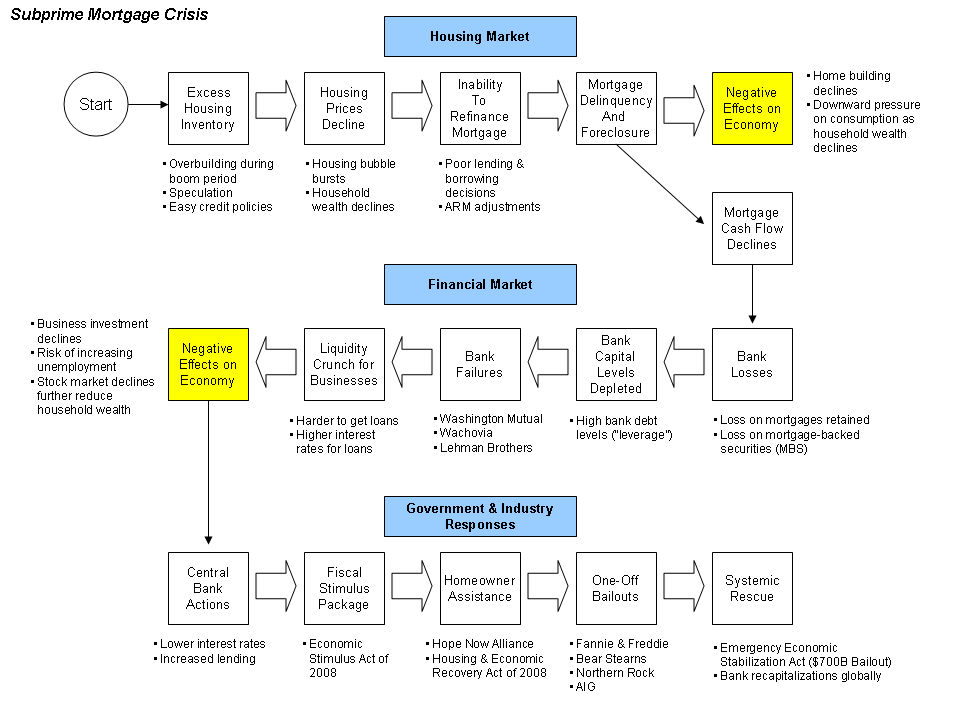 Subprime Mortgage Crisis
Housing Market
Start
Excess
Housing
Inventory
Housing
Prices
Decline
Inability
To
Refinance
Mortgage
Mortgage
Delinquency
And
Foreclosure
Negative
Effects on
Economy
• Home building
declines
• Downward pressure
on consumption as
household wealth
declines
• Overbuilding during
boom period
• Speculation
• Easy credit policies
• Housing bubble
bursts
• Household
wealth declines
• Poor lending &
borrowing
decisions
• ARM adjustments
Mortgage
Cash Flow
Declines
Financial Market
• Business investment
declines
• Risk of increasing
unemployment
• Stock market declines
further reduce
household wealth
Negative
Effects on
Economy
Liquidity
Crunch for
Businesses
Bank
Failures
Bank
Capital
Levels
Depleted
Bank
Losses
• Harder to get loans
• Higher interest
rates for loans
• Washington Mutual
• Wachovia
• Lehman Brothers
• High bank debt
levels ("leverage")
• Loss on mortgages retained
• Loss on mortgage-backed
securities (MBS)
Government & Industry
Responses
Central
Bank
Actions
Fiscal
Stimulus
Package
Homeowner
Assistance
One-Off
Bailouts
Systemic
Rescue
• Lower interest rates
• Increased lending
• Economic
Stimulus Act of
2008
• Hope Now Alliance
• Housing & Economic
Recovery Act of 2008
• Fannie & Freddie
• Bear Stearns
• Northern Rock
• AIG
• Emergency Economic
Stabilization Act ($700B Bailout)
• Bank recapitalizations globally